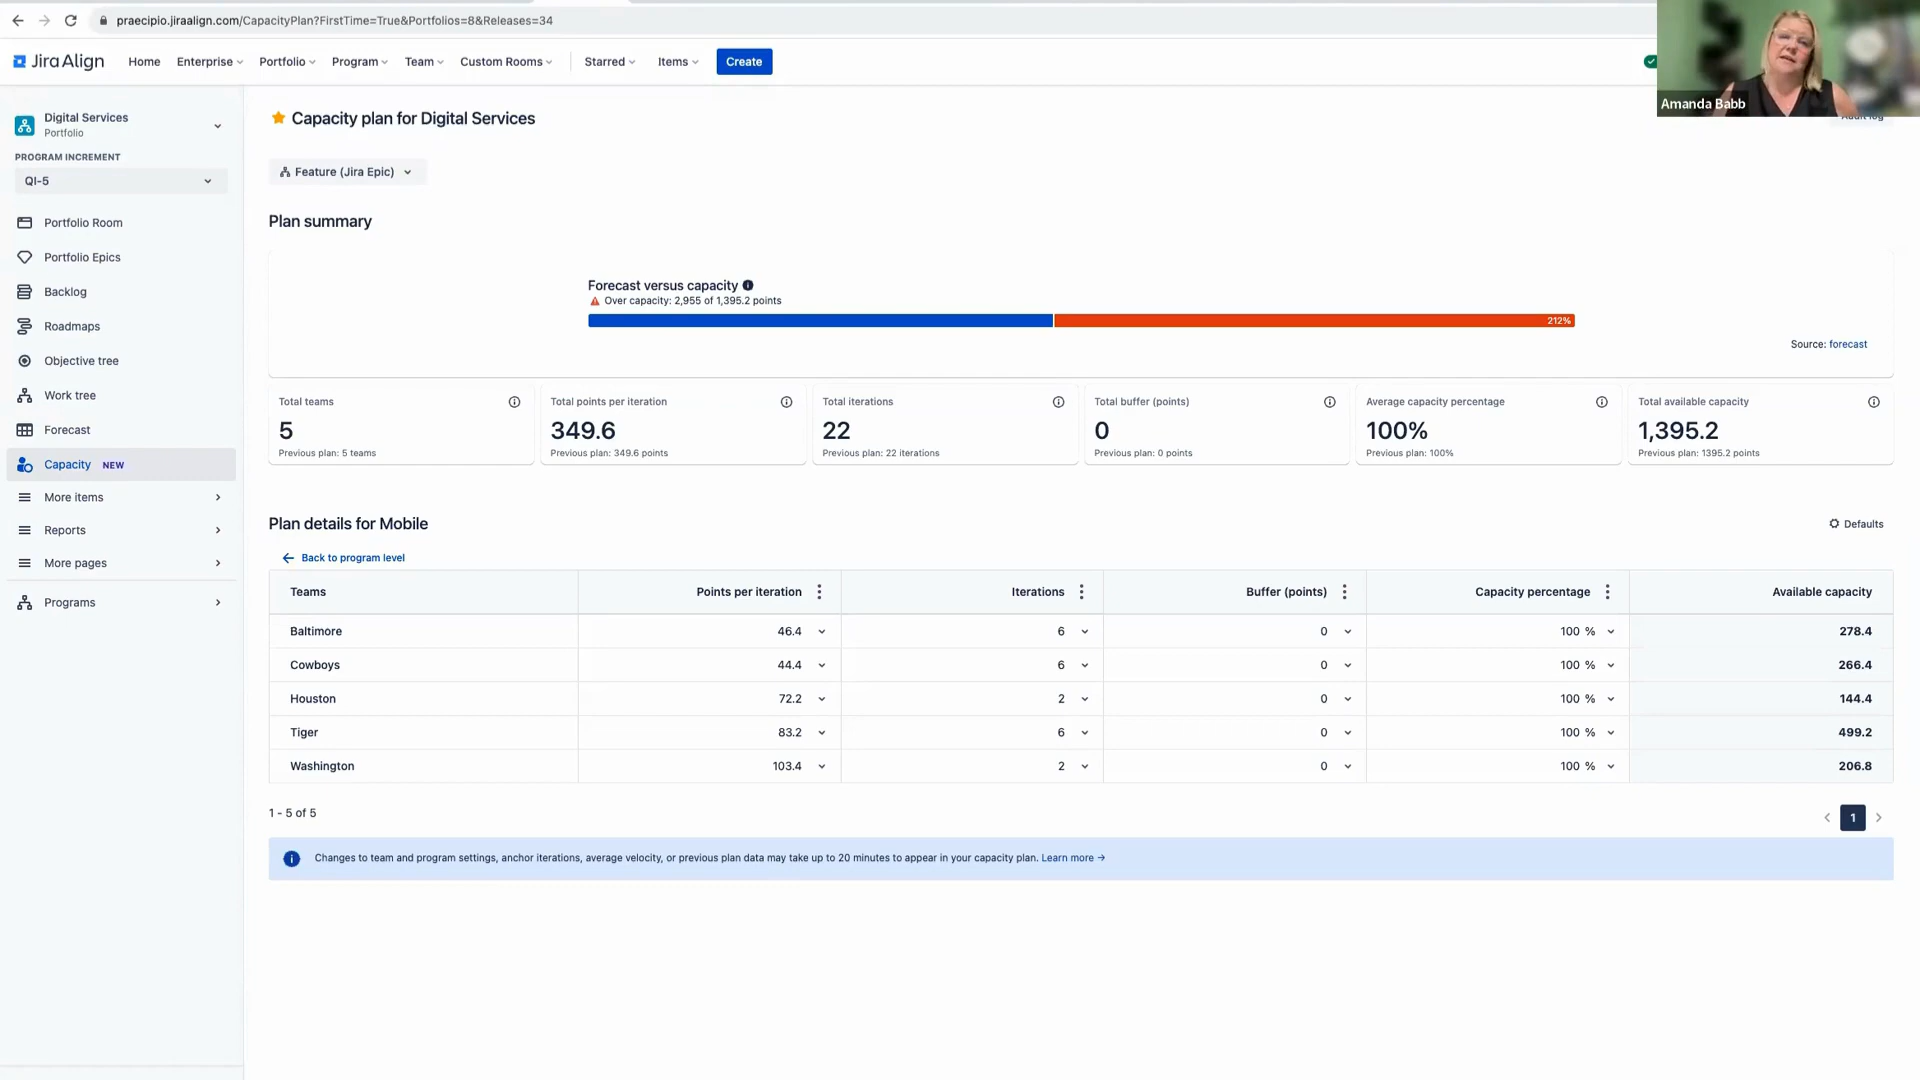 praecipio.jiraalign.com/CapacityPlan?FirstTime=True&Portfolios=8&Releases=34
Jira Align Home Enterprise Portfolio Program Team Custom Rooms Starred Items Create
Amanda Babb
Audit log
Digital Services
Portfolio
PROGRAM INCREMENT
QI-5
Portfolio Room
Portfolio Epics
Backlog
Roadmaps
Objective tree
Work tree
Forecast
Capacity NEW
More items
Reports
More pages
Programs
Capacity plan for Digital Services
Feature (Jira Epic)
Plan summary
Forecast versus capacity
Over capacity: 2,955 of 1,395.2 points
212%
Source: forecast
Total teams
5
Previous plan: 5 teams
Total points per iteration
349.6
Previous plan: 349.6 points
Total iterations
22
Previous plan: 22 iterations
Total buffer (points)
0
Previous plan: 0 points
Average capacity percentage
100%
Previous plan: 100%
Total available capacity
1,395.2
Previous plan: 1395.2 points
Plan details for Mobile
Defaults
Back to program level
Teams Points per iteration Iterations Buffer (points) Capacity percentage Available capacity
Baltimore 46.4 6 0 100 % 278.4
Cowboys 44.4 6 0 100 % 266.4
Houston 72.2 2 0 100 % 144.4
Tiger 83.2 6 0 100 % 499.2
Washington 103.4 2 0 100 % 206.8
1 - 5 of 5
1
Changes to team and program settings, anchor iterations, average velocity, or previous plan data may take up to 20 minutes to appear in your capacity plan. Learn more →